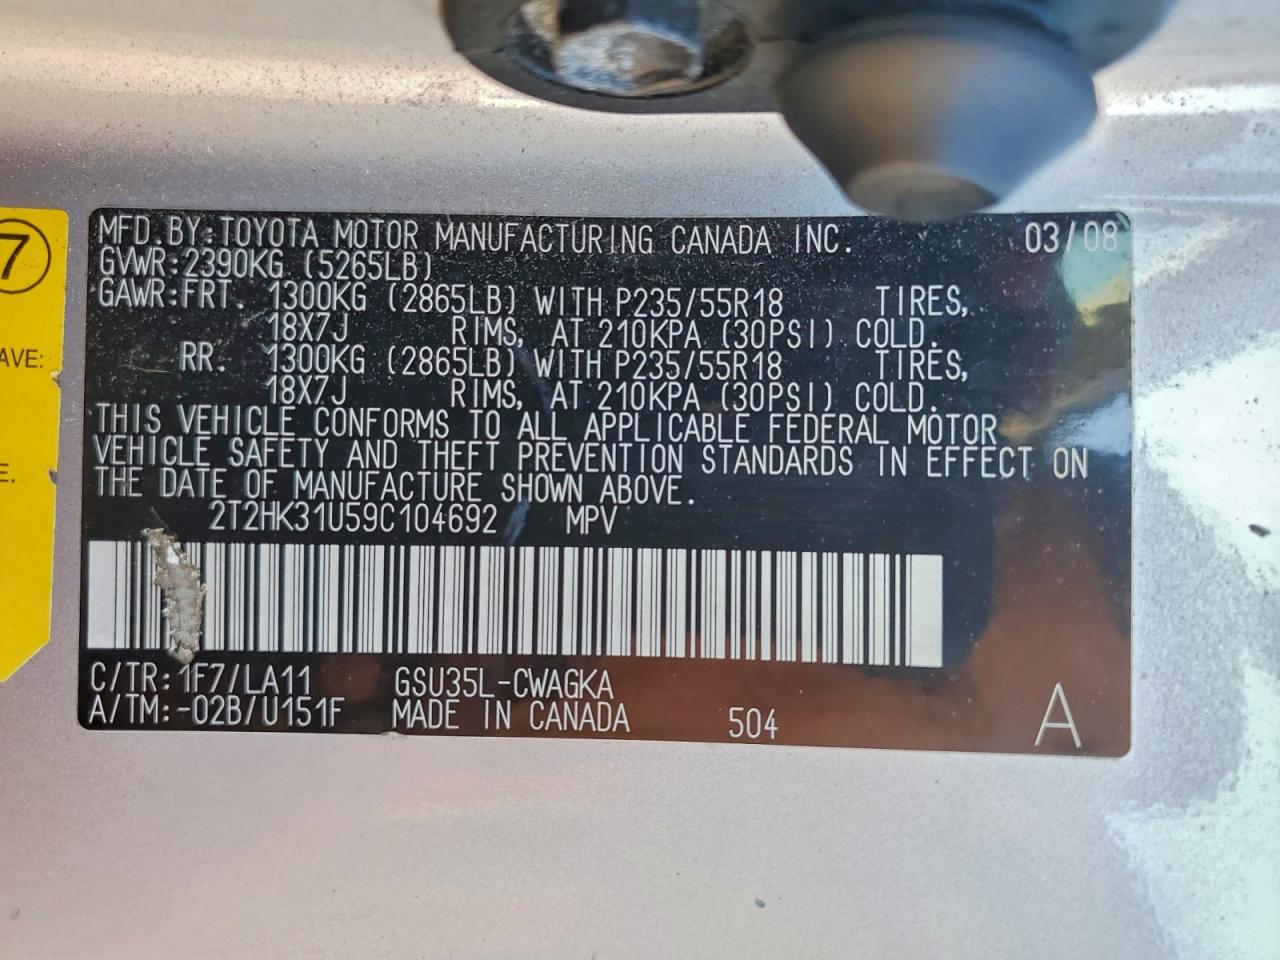 7
AVE:
E.
MFD.BY:TOYOTA MOTOR MANUFACTURING CANADA INC. 03/08
GVWR:2390KG (5265LB)
GAWR:FRT. 1300KG (2865LB) WITH P235/55R18 TIRES,
18X7J RIMS, AT 210KPA (30PSI) COLD.
RR. 1300KG (2865LB) WITH P235/55R18 TIRES,
18X7J RIMS, AT 210KPA (30PSI) COLD.
THIS VEHICLE CONFORMS TO ALL APPLICABLE FEDERAL MOTOR
VEHICLE SAFETY AND THEFT PREVENTION STANDARDS IN EFFECT ON
THE DATE OF MANUFACTURE SHOWN ABOVE.
2T2HK31U59C104692 MPV
C/TR:1F7/LA11 GSU35L-CWAGKA
A/TM:-02B/U151F MADE IN CANADA 504 A